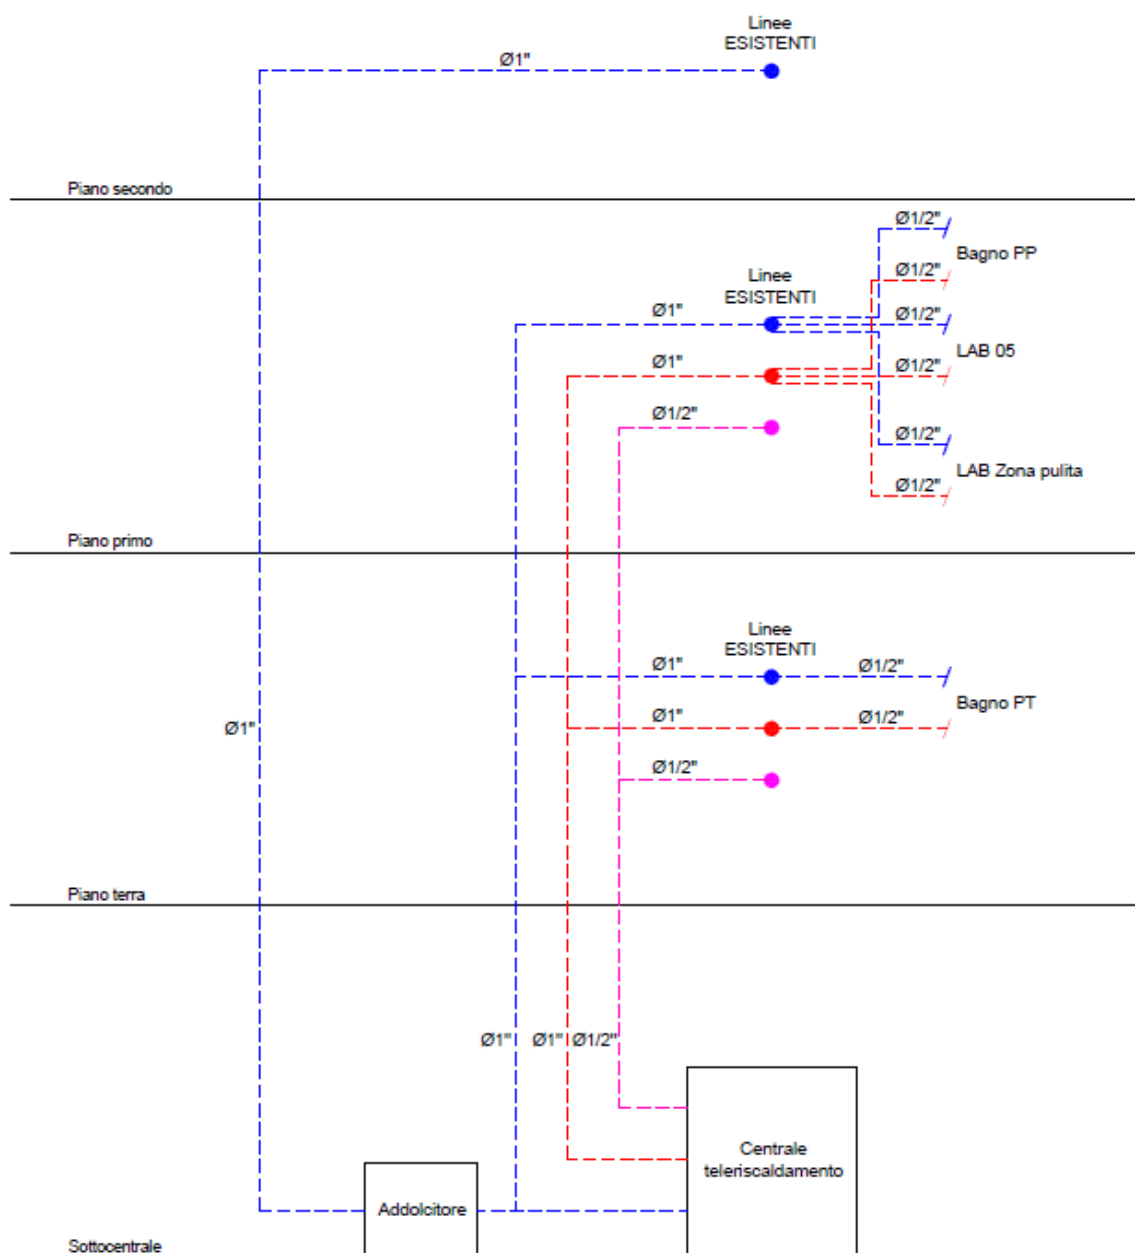 Linee
ESISTENTI
Ø1"
Piano secondo
Ø1/2"
Bagno PP
Ø1/2"
Linee
ESISTENTI
Ø1"
Ø1/2"
LAB 05
Ø1"
Ø1/2"
Ø1/2"
Ø1/2"
LAB Zona pulita
Ø1/2"
Piano primo
Linee
ESISTENTI
Ø1"
Ø1/2"
Bagno PT
Ø1"
Ø1"
Ø1/2"
Ø1/2"
Piano terra
Ø1"
Ø1"
Ø1/2"
Centrale
teleriscaldamento
Addolcitore
Sottocentrale